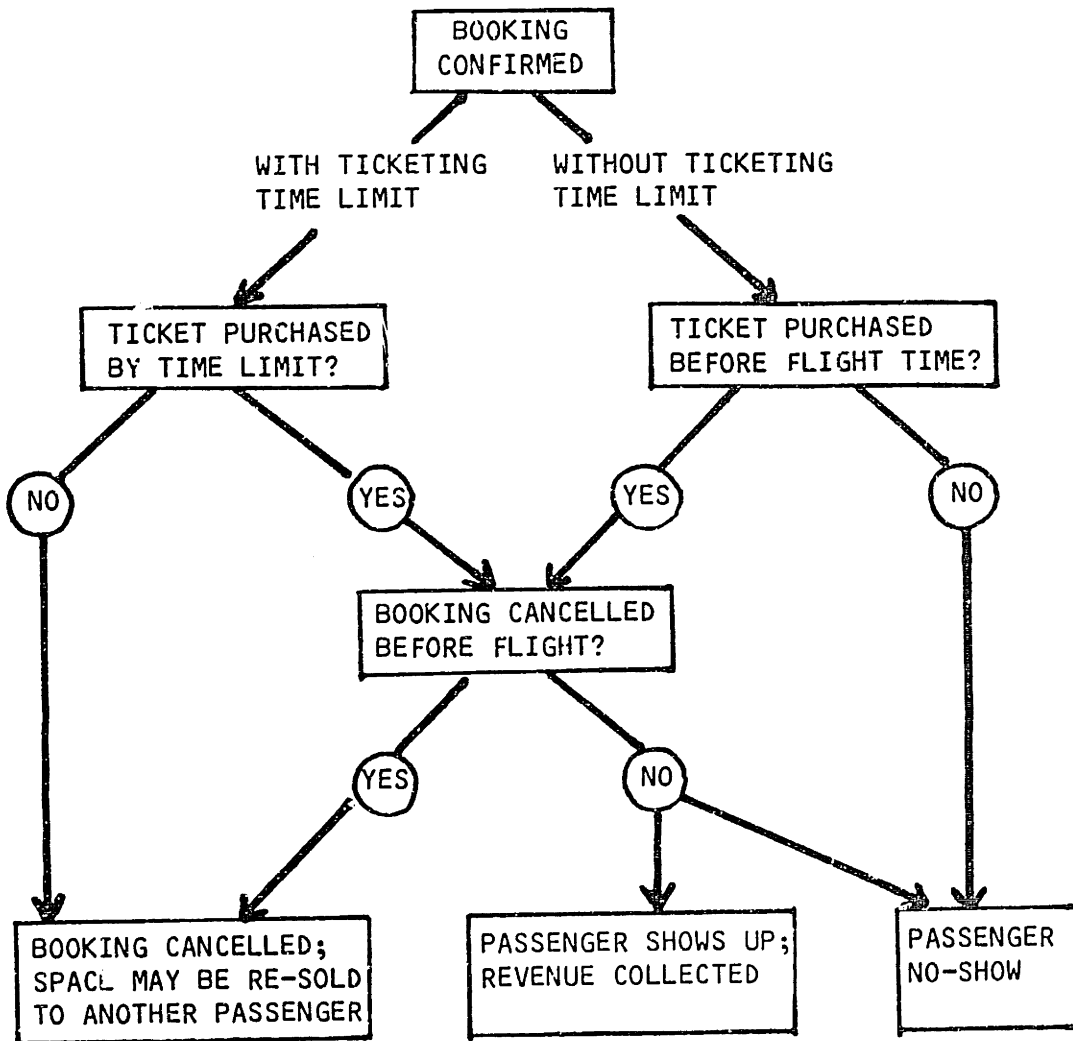 BOOKING
CONFIRMED
WITH TICKETING
TIME LIMIT
WITHOUT TICKETING
TIME LIMIT
TICKET PURCHASED
BY TIME LIMIT?
TICKET PURCHASED
BEFORE FLIGHT TIME?
NO
YES
YES
NO
BOOKING CANCELLED
BEFORE FLIGHT?
YES
NO
BOOKING CANCELLED;
SPACL MAY BE RE-SOLD
TO ANOTHER PASSENGER
PASSENGER SHOWS UP;
REVENUE COLLECTED
PASSENGER
NO-SHOW